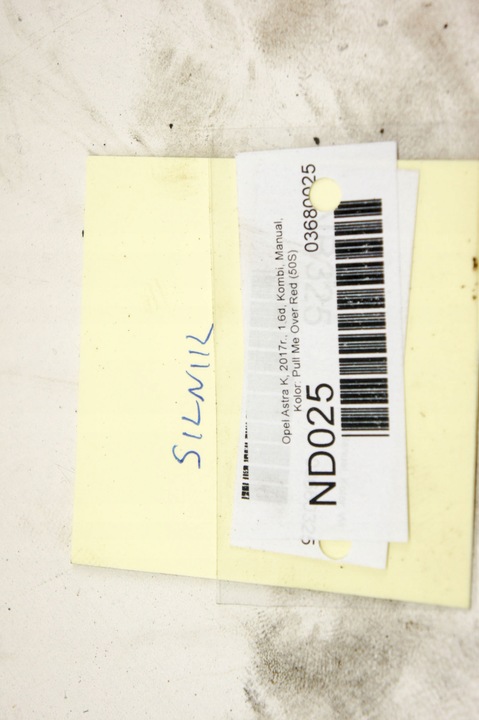 SILNIK
Opel Astra K, 2017r., 1.6d, Kombi, Manual,
Kolor: Pull Me Over Red (50S)
ND025
03680025